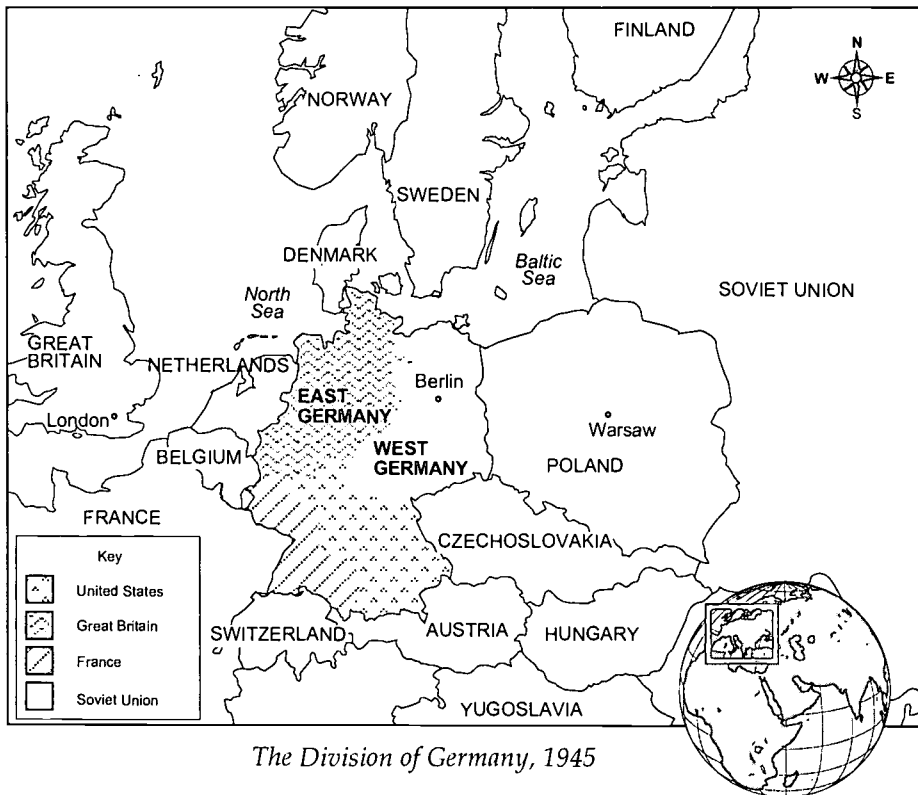 FINLAND
N
W E
S
NORWAY
SWEDEN
DENMARK
Baltic
Sea
North
Sea
SOVIET UNION
GREAT
BRITAIN
NETHERLANDS
Berlin
EAST
GERMANY
London
Warsaw
WEST
GERMANY
BELGIUM
POLAND
FRANCE
CZECHOSLOVAKIA
Key
United States
Great Britain
France
Soviet Union
SWITZERLAND
AUSTRIA
HUNGARY
YUGOSLAVIA
The Division of Germany, 1945